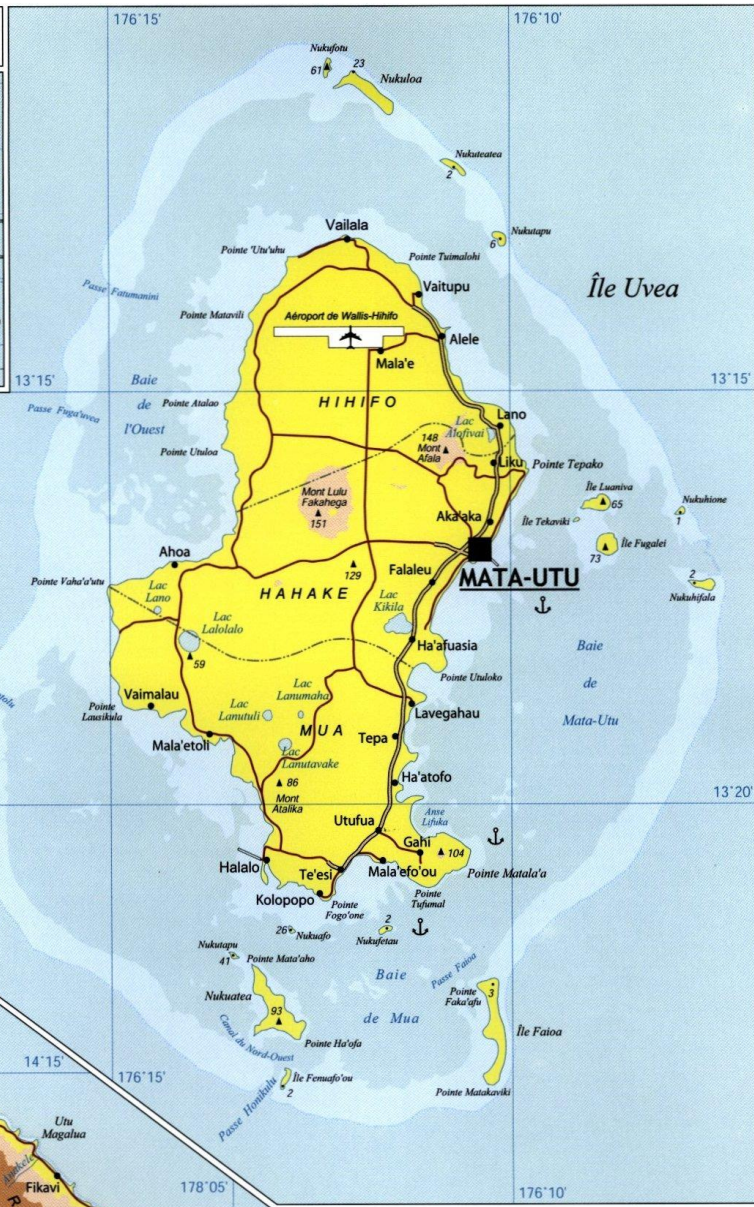 176°15'
176°10'
Nukufotu
61
23
Nukuloa
Nukuteatea
2
Nukutapu
6
Vailala
Pointe 'Utu'uhu
Pointe Tuimalohi
Île Uvea
Passe Fatumanini
Vaitupu
Pointe Matavili
Aéroport de Wallis-Hihifo
Alele
Mala'e
13°15'
13°15'
Baie
de
l'Ouest
Passe Fuga'uvea
Pointe Atalao
HIHIFO
Lano
Lac
Alofivai
148
Mont
Afala
Pointe Utuloa
Liku
Pointe Tepako
Mont Lulu
Fakahega
151
Île Luaniva
65
Nukuhione
1
Île Tekaviki
Aka'aka
Île Fugalei
73
Ahoa
MATA-UTU
129
Falaleu
Pointe Vaha'a'utu
HAHAKE
Nukuhifala
2
Lac
Lano
Lac
Kikila
Lac
Lalolalo
59
Ha'afuasia
Baie
de
Mata-Utu
Pointe Utuloko
Lac
Lanumaha
Vaimalau
Pointe
Lausikula
Lac
Lanutuli
Lavegahau
MUA
Mala'etoli
Tepa
Lac
Lanutavake
86
Mont
Atalika
Ha'atofo
13°20'
Anse
Lifuka
Utufua
Gahi
104
Halalo
Te'esi
Mala'efo'ou
Pointe Matala'a
Kolopopo
Pointe
Fogo'one
Pointe
Tufumal
26
Nukuafo
2
Nukufetau
Nukutapu
41
Pointe Mata'aho
Baie
de Mua
Passe Faioa
Nukuatea
93
Pointe
Faka'afu
3
Île Faioa
Pointe Ha'ofa
Canal du Nord-Ouest
14°15'
176°15'
Île Fenuafo'ou
2
Passe Honikulu
Pointe Matakaviki
Utu
Magalua
Fikavi
178°05'
176°10'